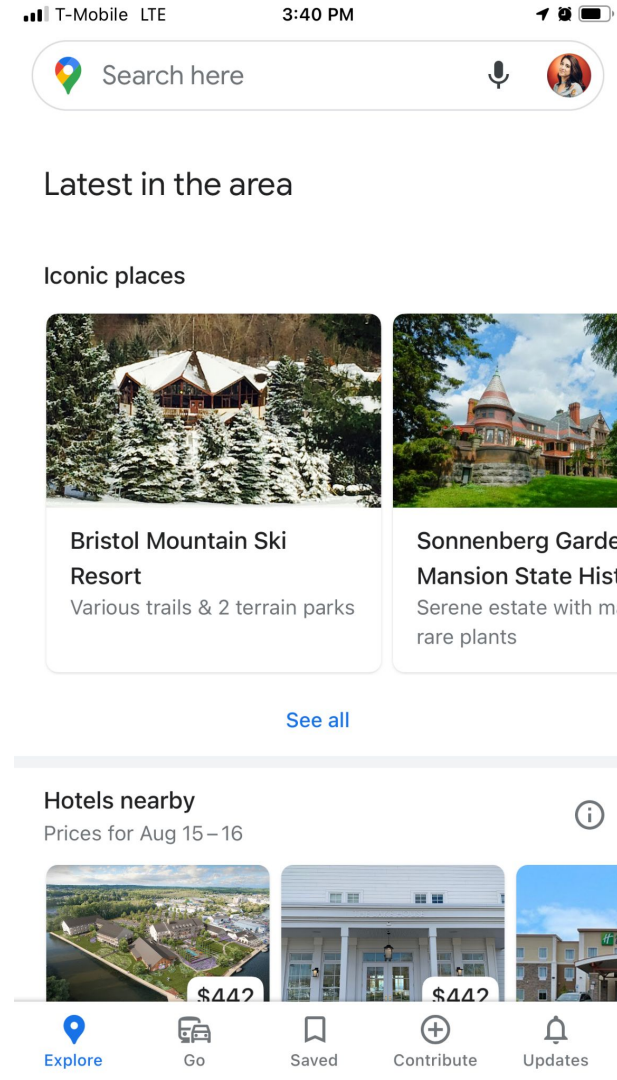 T-Mobile LTE 3:40 PM
Search here
Latest in the area
Iconic places
Bristol Mountain Ski
Resort
Various trails & 2 terrain parks
Sonnenberg Garde
Mansion State Hist
Serene estate with ma
rare plants
See all
Hotels nearby
Prices for Aug 15–16
$442
$442
Explore
Go
Saved
Contribute
Updates